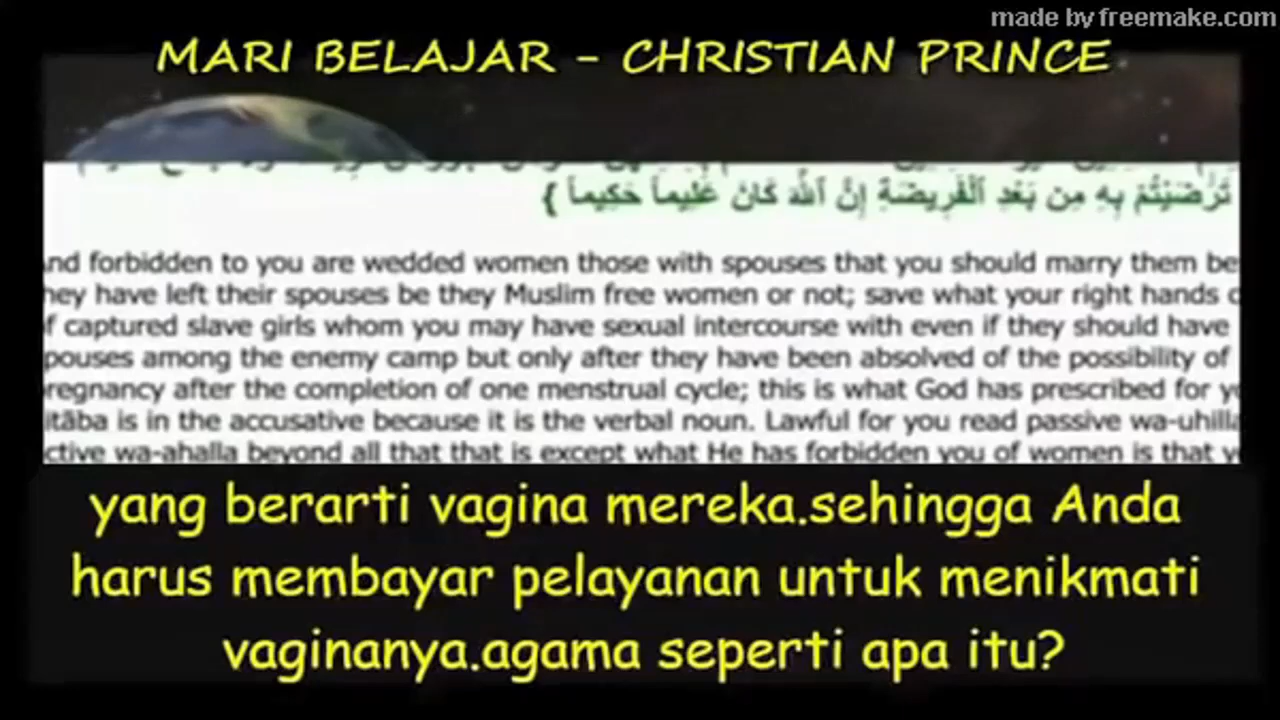 made by freemake.com
MARI BELAJAR - CHRISTIAN PRINCE
تَرَٰضَيْتُمْ بِهِ مِن بَعْدِ ٱلْفَرِيضَةِ إِنَّ ٱللَّهَ كَانَ عَلِيماً حَكِيماً }
nd forbidden to you are wedded women those with spouses that you should marry them be
hey have left their spouses be they Muslim free women or not; save what your right hands
f captured slave girls whom you may have sexual intercourse with even if they should have
pouses among the enemy camp but only after they have been absolved of the possibility of
regnancy after the completion of one menstrual cycle; this is what God has prescribed for y
itāba is in the accusative because it is the verbal noun. Lawful for you read passive wa-uhilla
ctive wa-ahalla beyond all that that is except what He has forbidden you of women is that y
yang berarti vagina mereka.sehingga Anda
harus membayar pelayanan untuk menikmati
vaginanya.agama seperti apa itu?